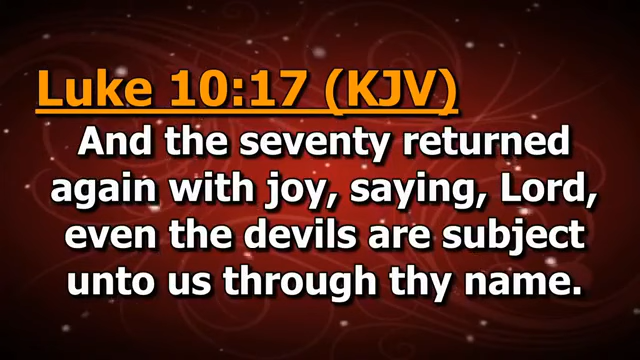 Luke 10:17 (KJV)
And the seventy returned
again with joy, saying, Lord,
even the devils are subject
unto us through thy name.